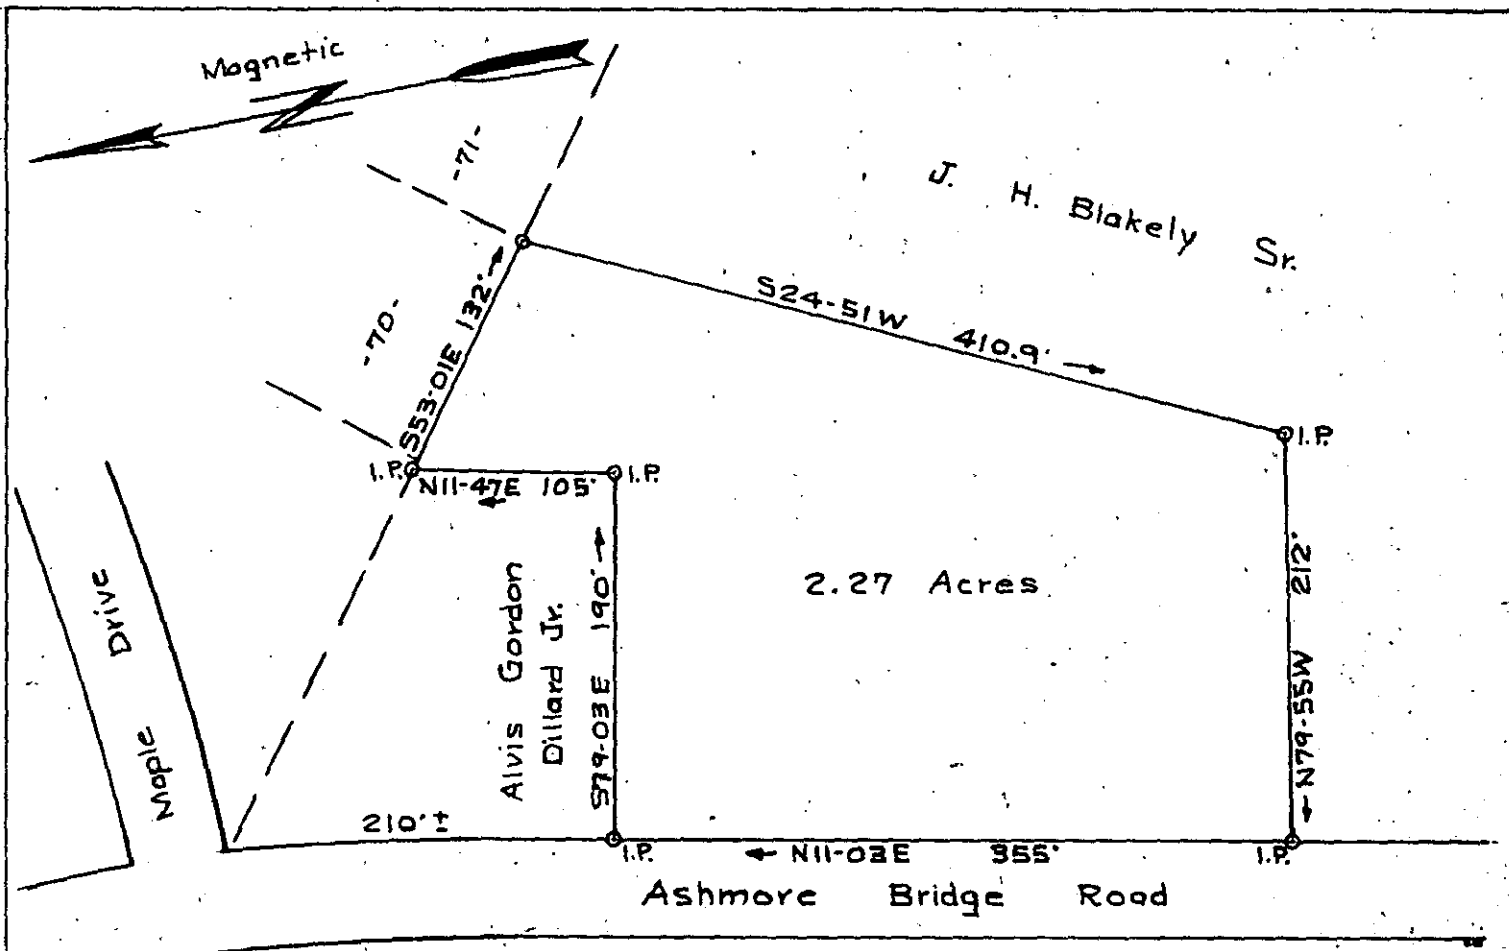 Magnetic
-71-
J. H. Blakely Sr.
-70-
S53-01E 132'
S24-51W 410.9'
I.P.
I.P.
I.P.
N11-47E 105'
Maple Drive
Alvis Gordon
Dillard Jr.
S79-03E 190'
2.27 Acres
N79-55W 212'
210'±
I.P.
N11-03E 355'
I.P.
Ashmore Bridge Road